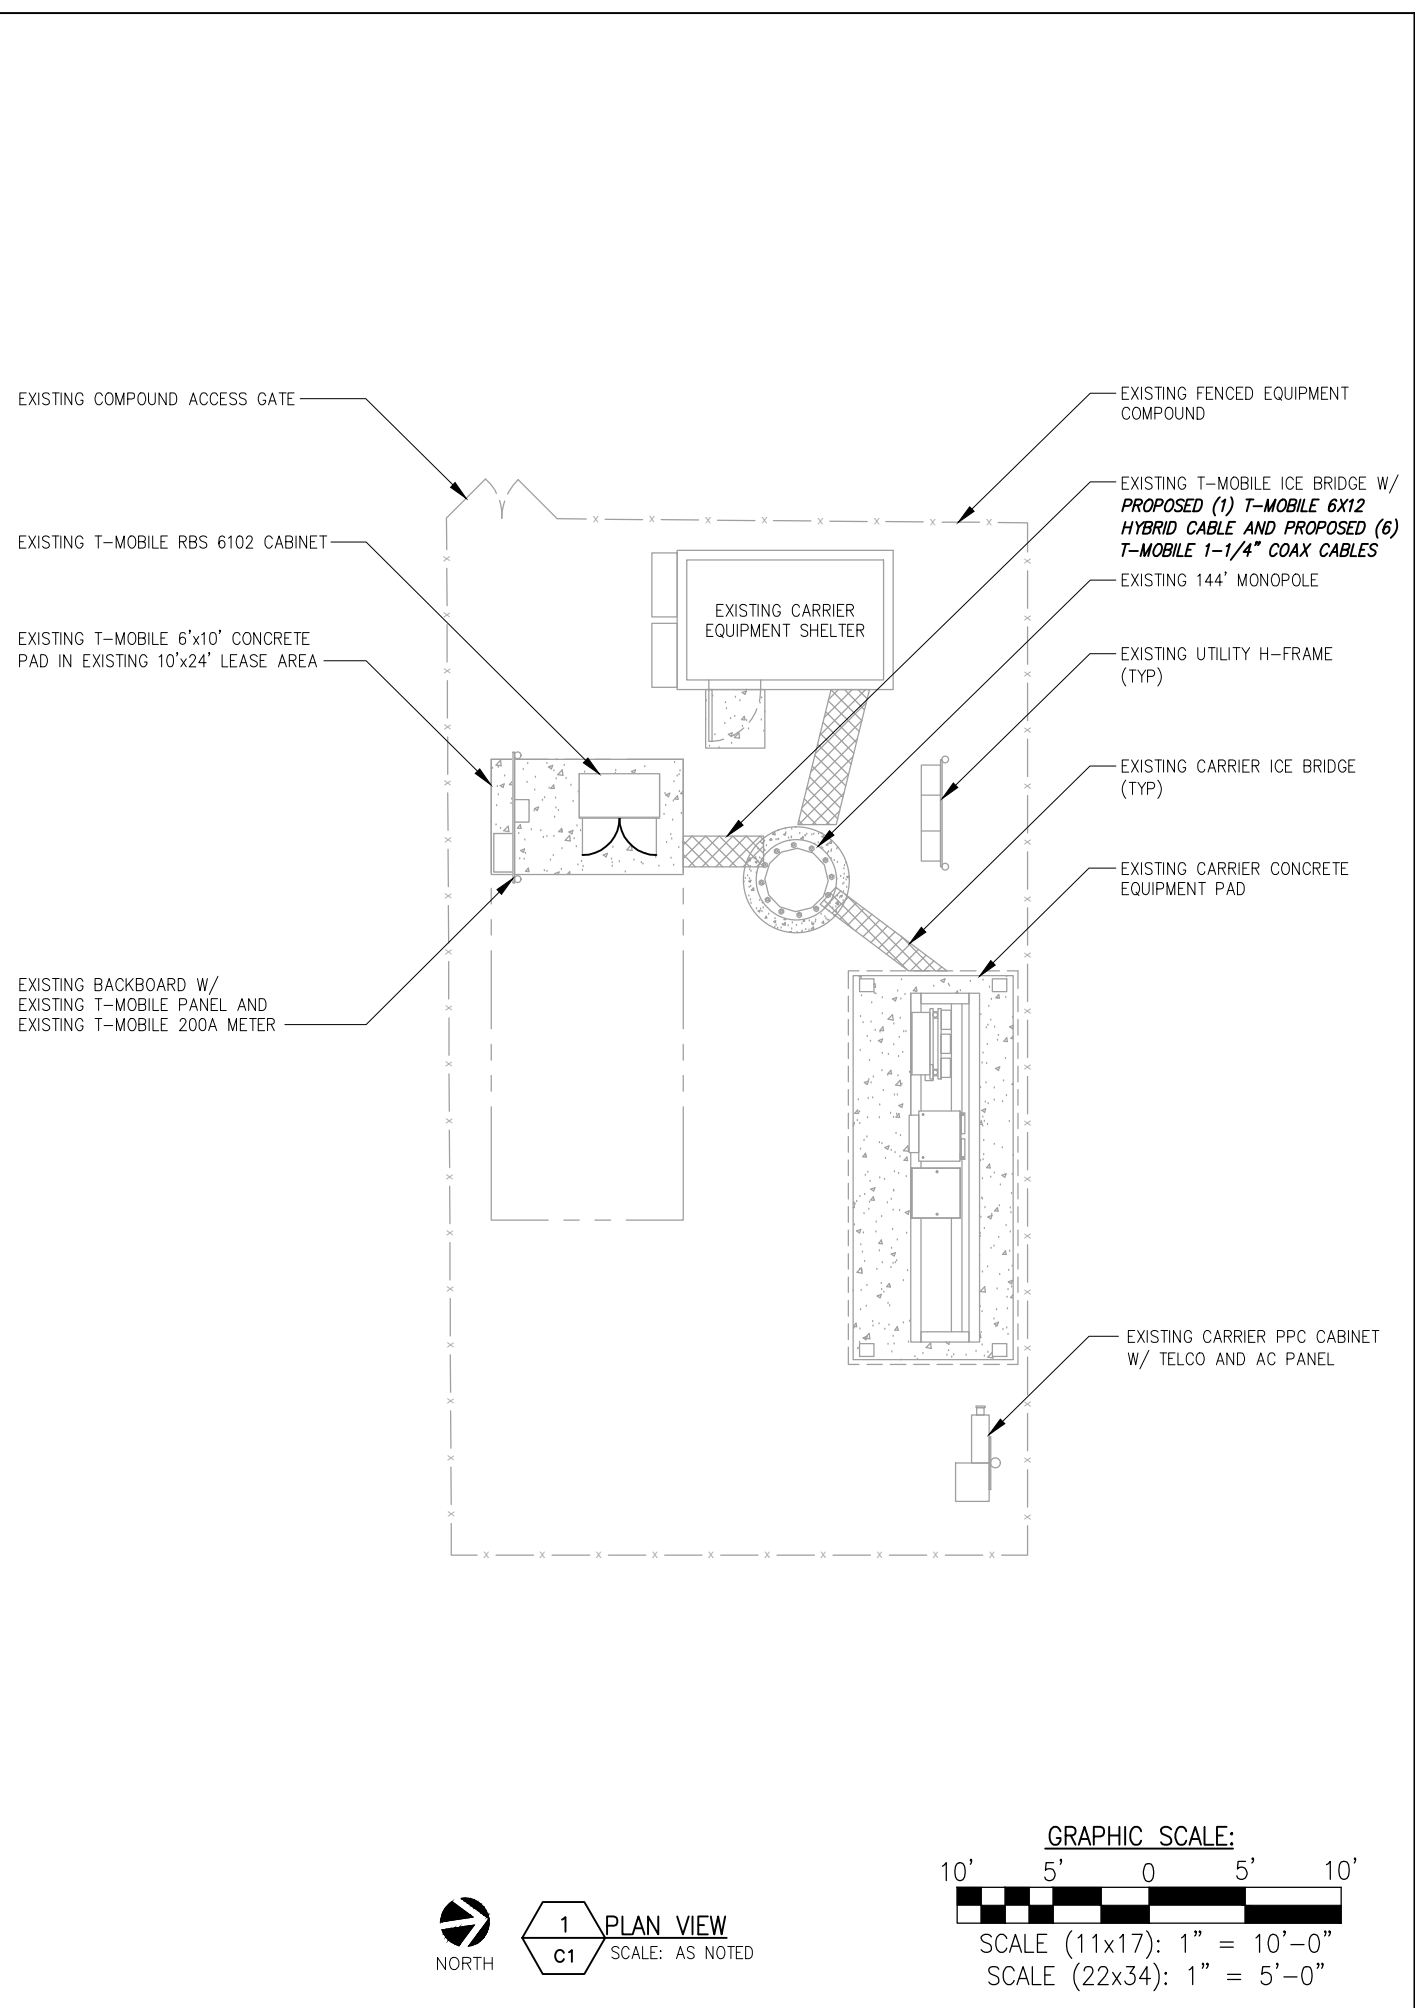 EXISTING COMPOUND ACCESS GATE
EXISTING T-MOBILE RBS 6102 CABINET
EXISTING T-MOBILE 6'x10' CONCRETE
PAD IN EXISTING 10'x24' LEASE AREA
EXISTING BACKBOARD W/
EXISTING T-MOBILE PANEL AND
EXISTING T-MOBILE 200A METER
EXISTING CARRIER
EQUIPMENT SHELTER
EXISTING FENCED EQUIPMENT
COMPOUND
EXISTING T-MOBILE ICE BRIDGE W/
PROPOSED (1) T-MOBILE 6X12
HYBRID CABLE AND PROPOSED (6)
T-MOBILE 1-1/4" COAX CABLES
EXISTING 144' MONOPOLE
EXISTING UTILITY H-FRAME
(TYP)
EXISTING CARRIER ICE BRIDGE
(TYP)
EXISTING CARRIER CONCRETE
EQUIPMENT PAD
EXISTING CARRIER PPC CABINET
W/ TELCO AND AC PANEL
NORTH
1
C1
PLAN VIEW
SCALE: AS NOTED
GRAPHIC SCALE:
10' 5' 0 5' 10'
SCALE (11x17): 1" = 10'-0"
SCALE (22x34): 1" = 5'-0"